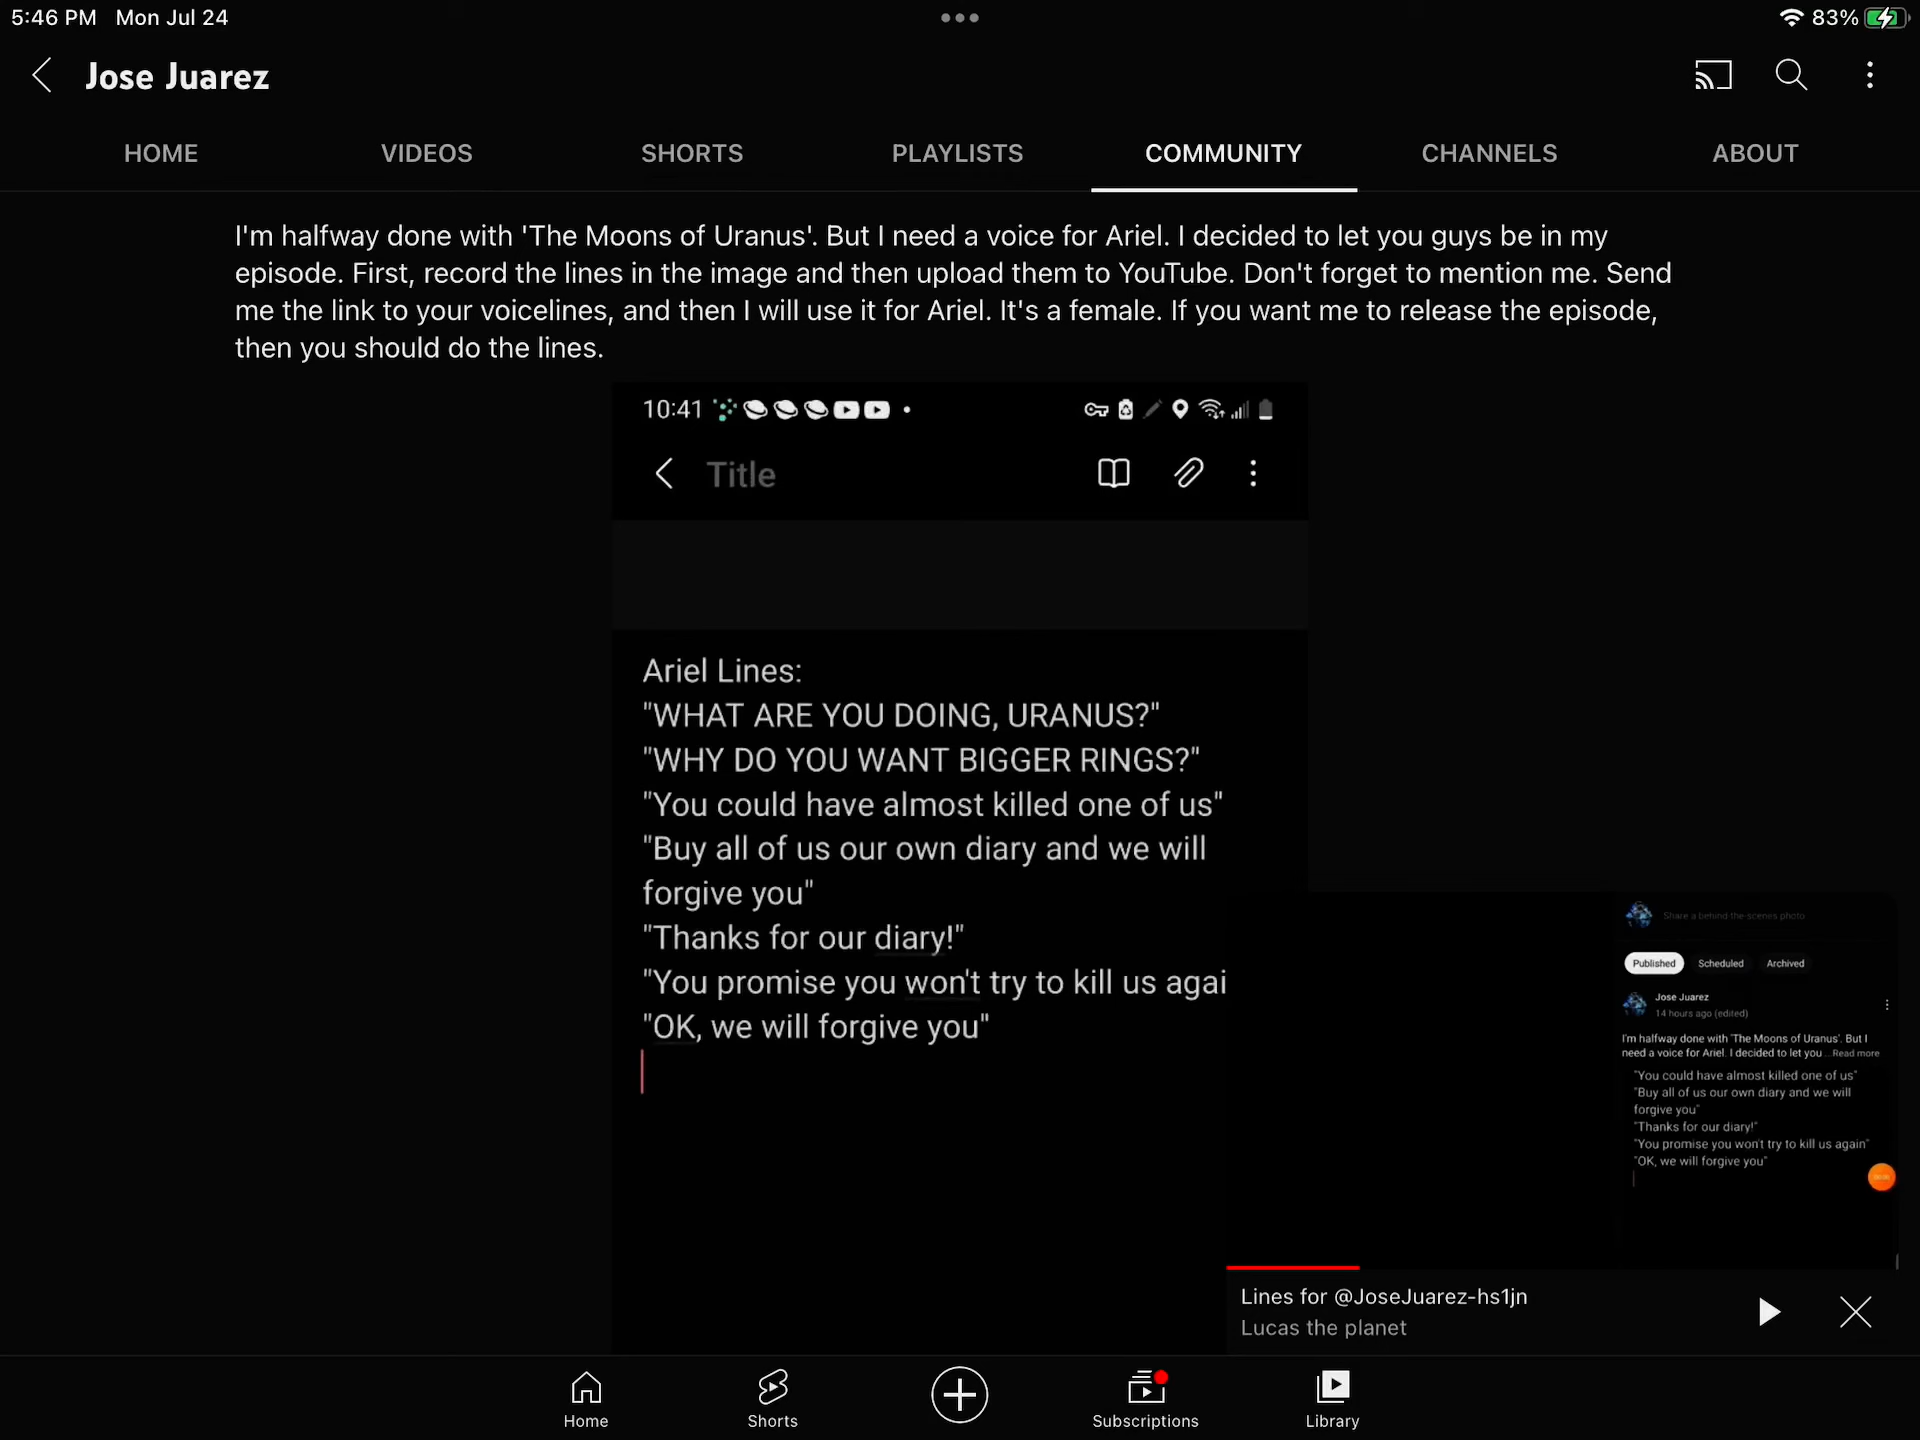 5:46 PM Mon Jul 24
83%
Jose Juarez
HOME VIDEOS SHORTS PLAYLISTS COMMUNITY CHANNELS ABOUT
I'm halfway done with 'The Moons of Uranus'. But I need a voice for Ariel. I decided to let you guys be in my
episode. First, record the lines in the image and then upload them to YouTube. Don't forget to mention me. Send
me the link to your voicelines, and then I will use it for Ariel. It's a female. If you want me to release the episode,
then you should do the lines.
10:41
Title
Ariel Lines:
"WHAT ARE YOU DOING, URANUS?"
"WHY DO YOU WANT BIGGER RINGS?"
"You could have almost killed one of us"
"Buy all of us our own diary and we will
forgive you"
"Thanks for our diary!"
"You promise you won't try to kill us agai
"OK, we will forgive you"
Share a behind-the-scenes photo
Published Scheduled Archived
Jose Juarez
14 hours ago (edited)
I'm halfway done with 'The Moons of Uranus'. But I
need a voice for Ariel. I decided to let you ...Read more
"You could have almost killed one of us"
"Buy all of us our own diary and we will
forgive you"
"Thanks for our diary!"
"You promise you won't try to kill us again"
"OK, we will forgive you"
Lines for @JoseJuarez-hs1jn
Lucas the planet
Home Shorts Subscriptions Library